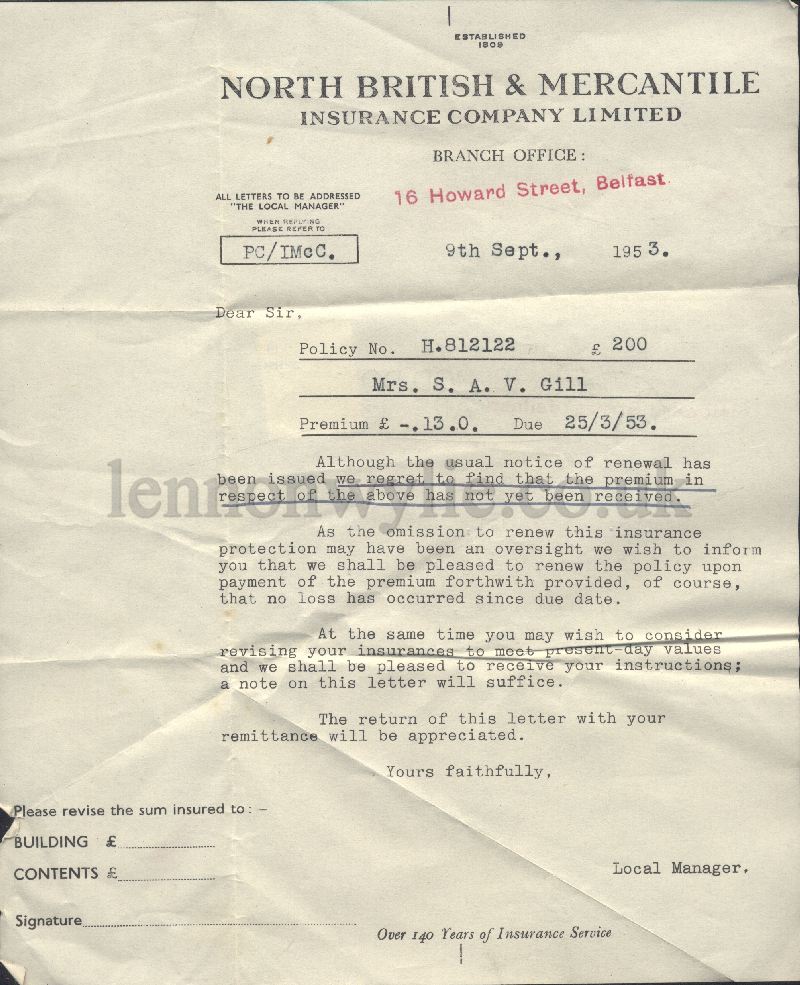 ESTABLISHED
1809
NORTH BRITISH & MERCANTILE
INSURANCE COMPANY LIMITED
BRANCH OFFICE:
16 Howard Street, Belfast.
ALL LETTERS TO BE ADDRESSED
"THE LOCAL MANAGER"
WHEN REPLYING
PLEASE REFER TO
PC/IMcC.
9th Sept., 1953.
Dear Sir,
Policy No. H.812122 £ 200
Mrs. S. A. V. Gill
Premium £ -.13.0. Due 25/3/53.
Although the usual notice of renewal has
been issued we regret to find that the premium in
respect of the above has not yet been received.
lennonwylie.co.uk
As the omission to renew this insurance
protection may have been an oversight we wish to inform
you that we shall be pleased to renew the policy upon
payment of the premium forthwith provided, of course,
that no loss has occurred since due date.
At the same time you may wish to consider
revising your insurances to meet present-day values
and we shall be pleased to receive your instructions;
a note on this letter will suffice.
The return of this letter with your
remittance will be appreciated.
Yours faithfully,
Please revise the sum insured to: -
BUILDING £
CONTENTS £
Local Manager.
Signature
Over 140 Years of Insurance Service